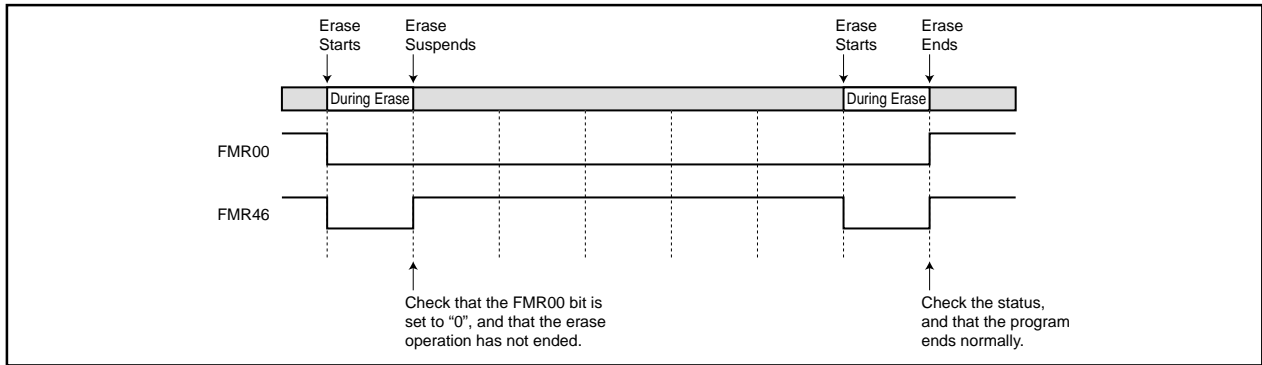 Erase
Starts
Erase
Suspends
Erase
Starts
Erase
Ends
During Erase
During Erase
FMR00
FMR46
Check that the FMR00 bit is
set to “0”, and that the erase
operation has not ended.
Check the status,
and that the program
ends normally.